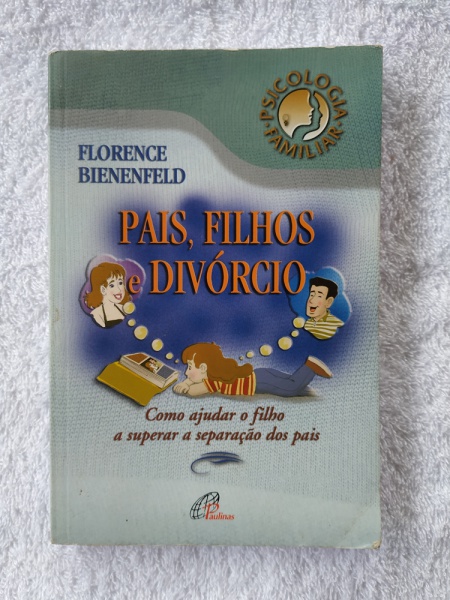 PSICOLOGIA
FAMILIAR
FLORENCE
BIENENFELD
PAIS, FILHOS
e DIVÓRCIO
Como ajudar o filho
a superar a separação dos pais
Paulinas